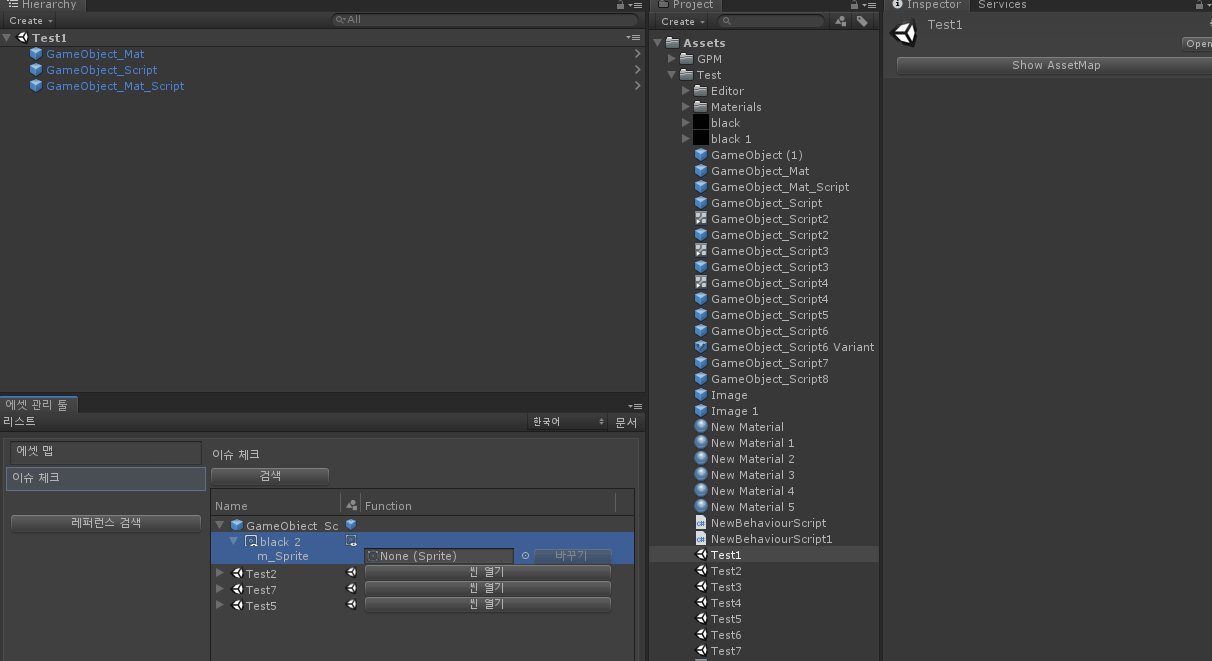 Hierarchy
Create
All
Test1
GameObject_Mat
GameObject_Script
GameObject_Mat_Script
에셋 관리 툴
리스트
한국어
문서
에셋 맵
이슈 체크
레퍼런스 검색
이슈 체크
검색
Name
Function
GameObject_Sc
black 2
m_Sprite
None (Sprite)
바꾸기
Test2
씬 열기
Test7
씬 열기
Test5
씬 열기
Project
Create
Assets
GPM
Test
Editor
Materials
black
black 1
GameObject (1)
GameObject_Mat
GameObject_Mat_Script
GameObject_Script
GameObject_Script2
GameObject_Script2
GameObject_Script3
GameObject_Script3
GameObject_Script4
GameObject_Script4
GameObject_Script5
GameObject_Script6
GameObject_Script6 Variant
GameObject_Script7
GameObject_Script8
Image
Image 1
New Material
New Material 1
New Material 2
New Material 3
New Material 4
New Material 5
NewBehaviourScript
NewBehaviourScript1
Test1
Test2
Test3
Test4
Test5
Test6
Test7
Inspector
Services
Test1
Open
Show AssetMap